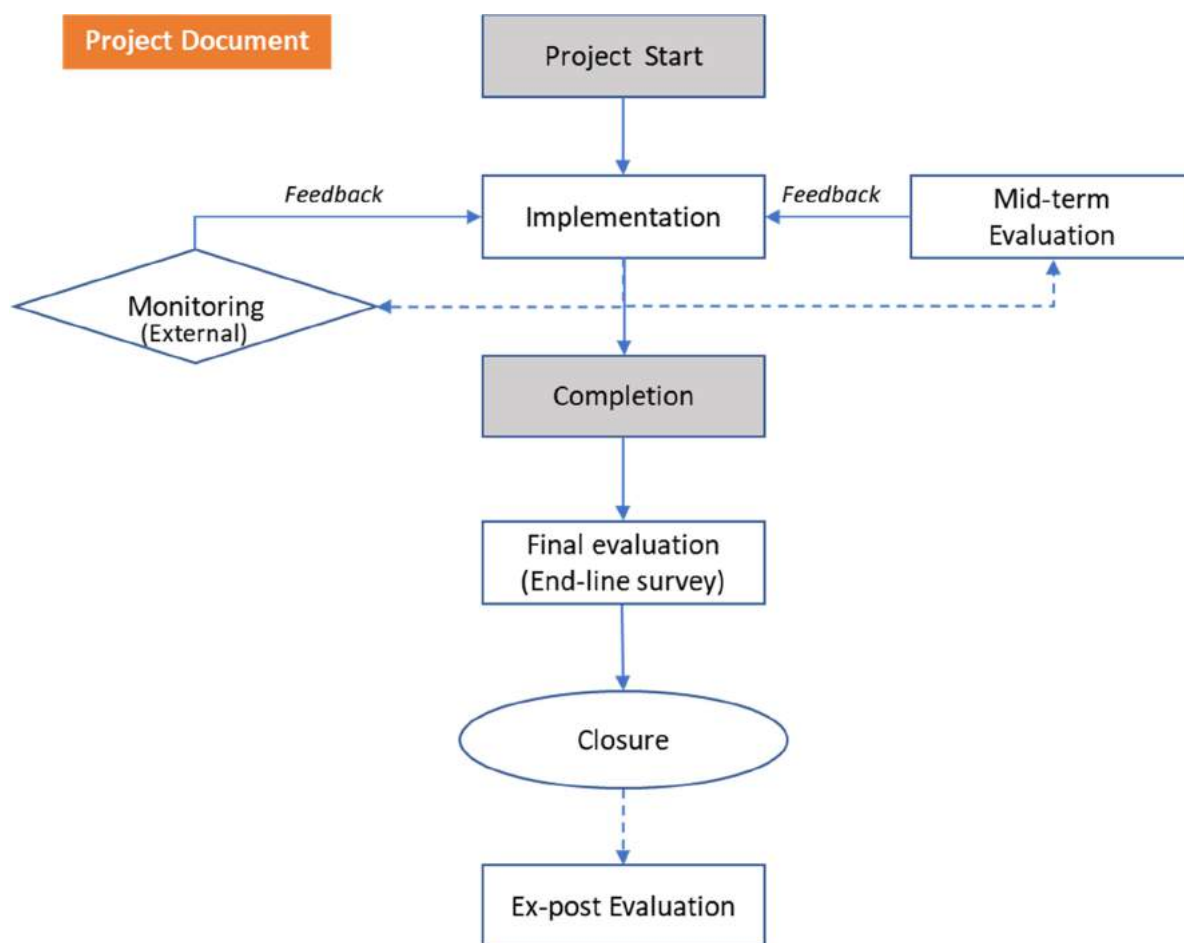 Project Document
Project Start
Feedback
Implementation
Feedback
Mid-term
Evaluation
Monitoring
(External)
Completion
Final evaluation
(End-line survey)
Closure
Ex-post Evaluation